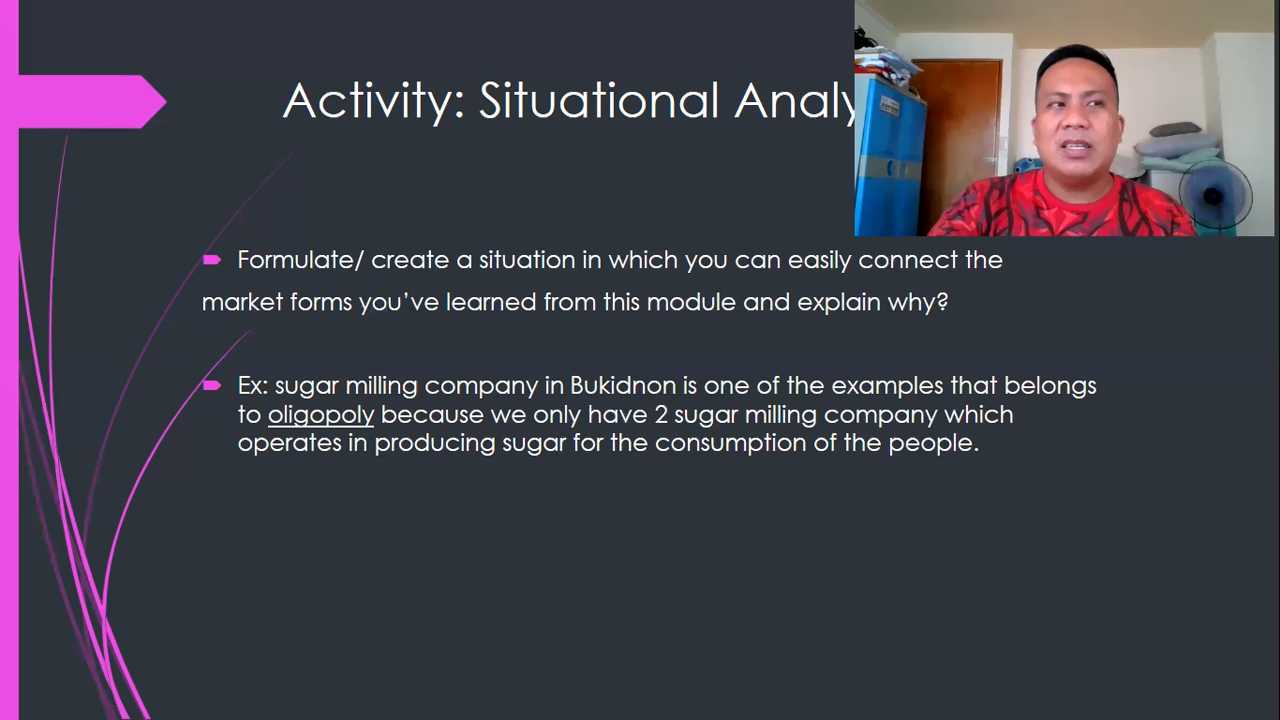 Activity: Situational Analy
Formulate/ create a situation in which you can easily connect the
market forms you’ve learned from this module and explain why?
Ex: sugar milling company in Bukidnon is one of the examples that belongs
to oligopoly because we only have 2 sugar milling company which
operates in producing sugar for the consumption of the people.